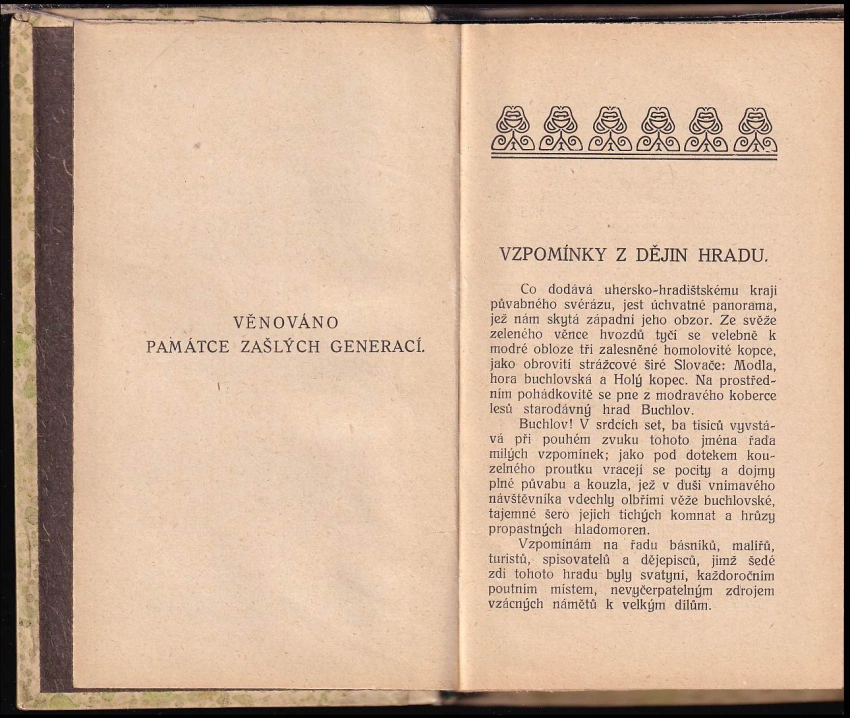 VĚNOVÁNO
PAMÁTCE ZAŠLÝCH GENERACÍ.
VZPOMÍNKY Z DĚJIN HRADU.
Co dodává uhersko-hradištskému kraji
půvabného svérázu, jest úchvatné panorama,
jež nám skytá západní jeho obzor. Ze svěže
zeleného věnce hvozdů tyčí se velebně k
modré obloze tři zalesněné homolovité kopce,
jako obrovití strážcové širé Slovače: Modla,
hora buchlovská a Holý kopec. Na prostřed-
ním pohádkovitě se pne z modravého koberce
lesů starodávný hrad Buchlov.
Buchlov! V srdcích set, ba tisíců vyvstá-
vá při pouhém zvuku tohoto jména řada
milých vzpomínek; jako pod dotekem kou-
zelného proutku vracejí se pocity a dojmy
plné půvabu a kouzla, jež v duši vnímavého
návštěvníka vdechly olbřímí věže buchlovské,
tajemné šero jejich tichých komnat a hrůzy
propastných hladomoren.
Vzpomínám na řadu básníků, malířů,
turistů, spisovatelů a dějepisců, jimž šedé
zdi tohoto hradu byly svatyní, každoročním
poutním místem, nevyčerpatelným zdrojem
vzácných námětů k velkým dílům.